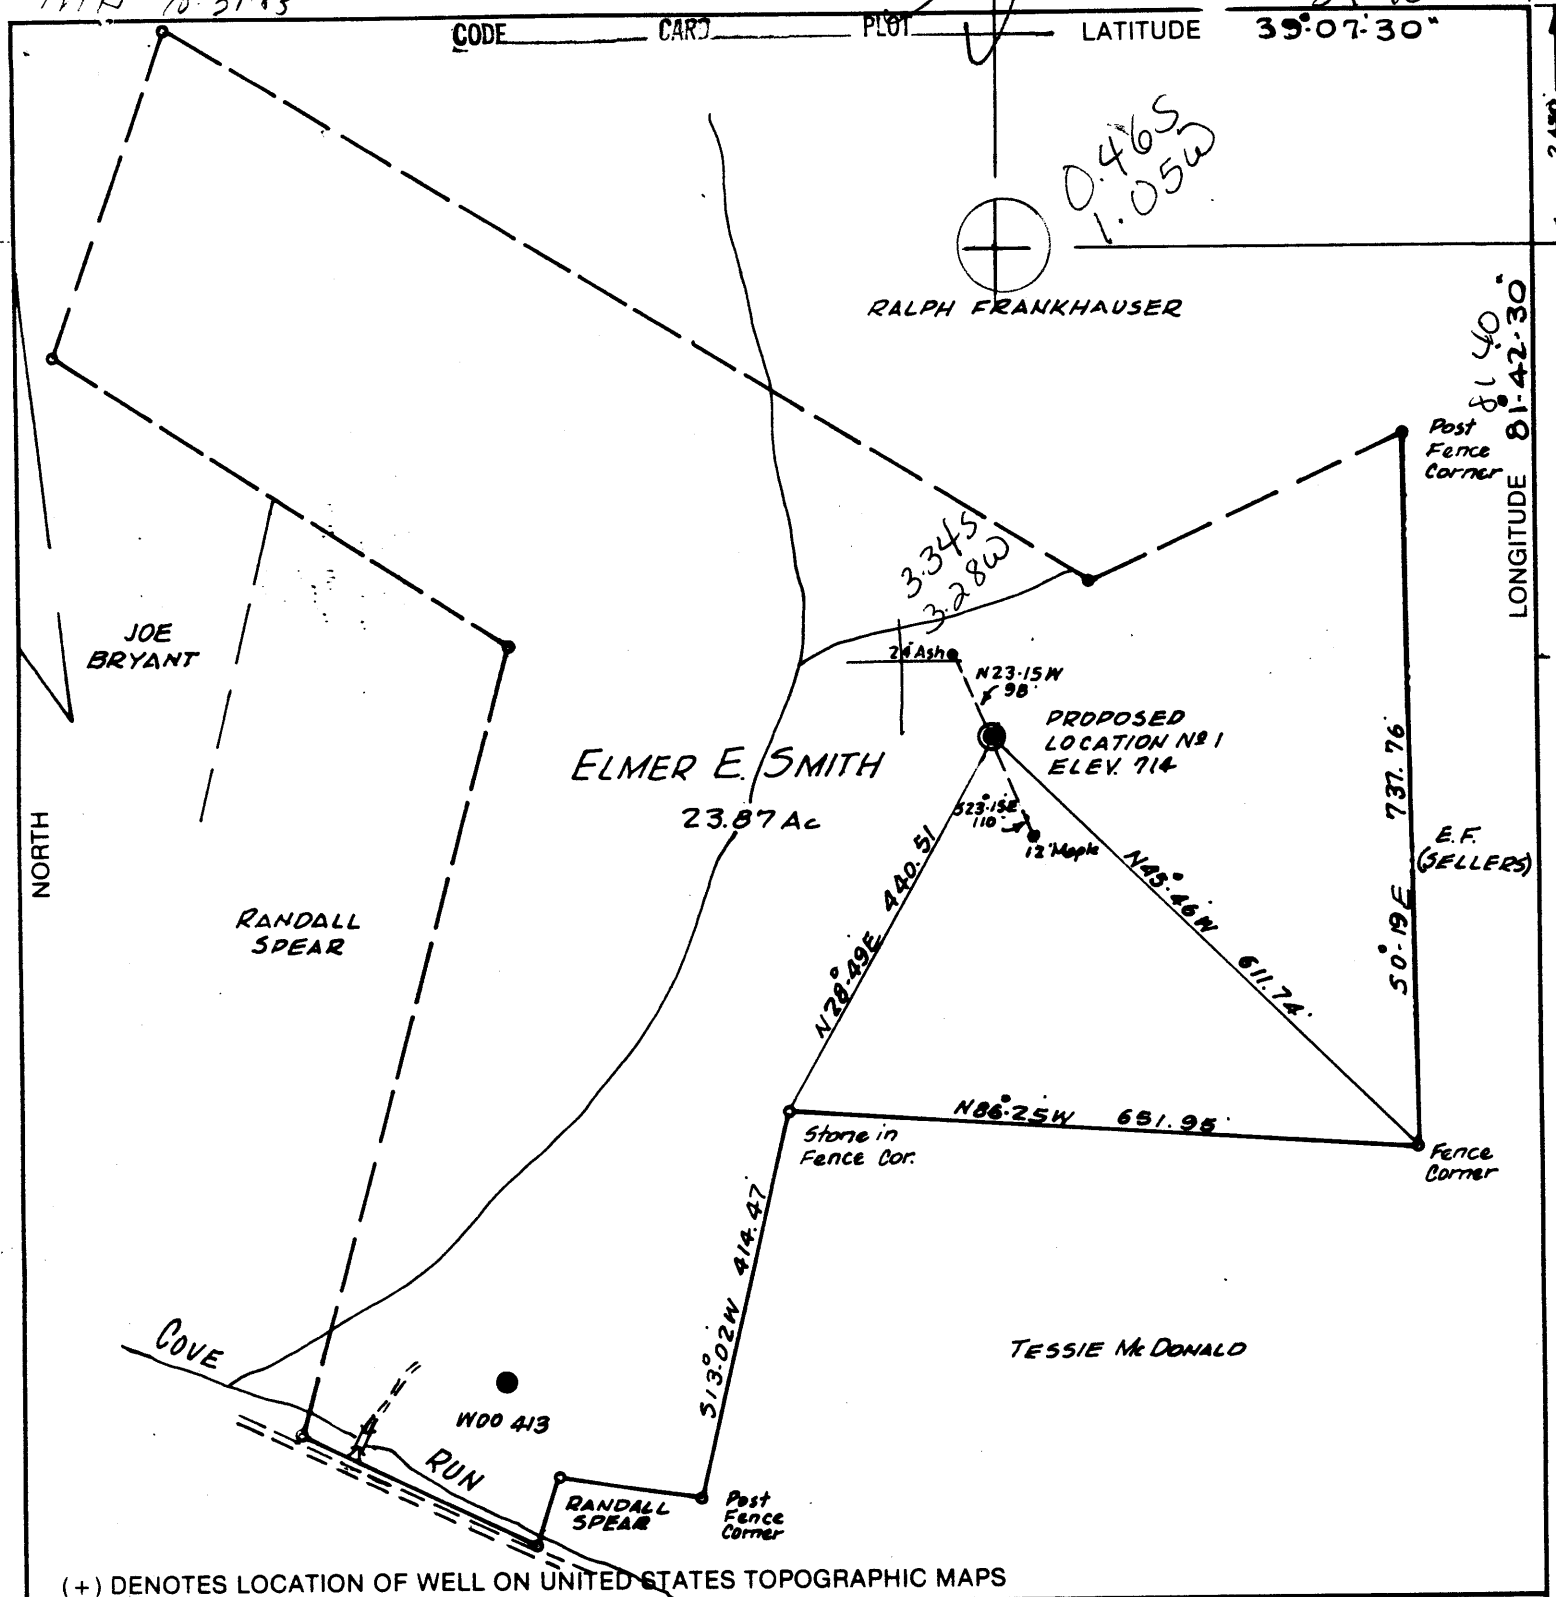 CODE CARD PLOT LATITUDE 39°-07'-30"
0.46S
1.05W
RALPH FRANKHAUSER
81 40
LONGITUDE 81°-42'-30"
Post
Fence
Corner
3.34S
3.28W
JOE
BRYANT
24" Ash
N23-15W
98'
PROPOSED
LOCATION Nº 1
ELEV. 714
ELMER E. SMITH
23.87 Ac
S23°-15E
110'
12" Maple
N28°-49E 440.51
N45°-46'W 611.74'
S0°-19'E 737.76'
E.F.
(SELLERS)
NORTH
RANDALL
SPEAR
N86°-25'W 651.95'
Stone in
Fence Cor.
Fence
Corner
S13°-02W 414.47'
TESSIE McDONALD
COVE RUN
WOO 413
RANDALL
SPEAR
Post
Fence
Corner
(+) DENOTES LOCATION OF WELL ON UNITED STATES TOPOGRAPHIC MAPS